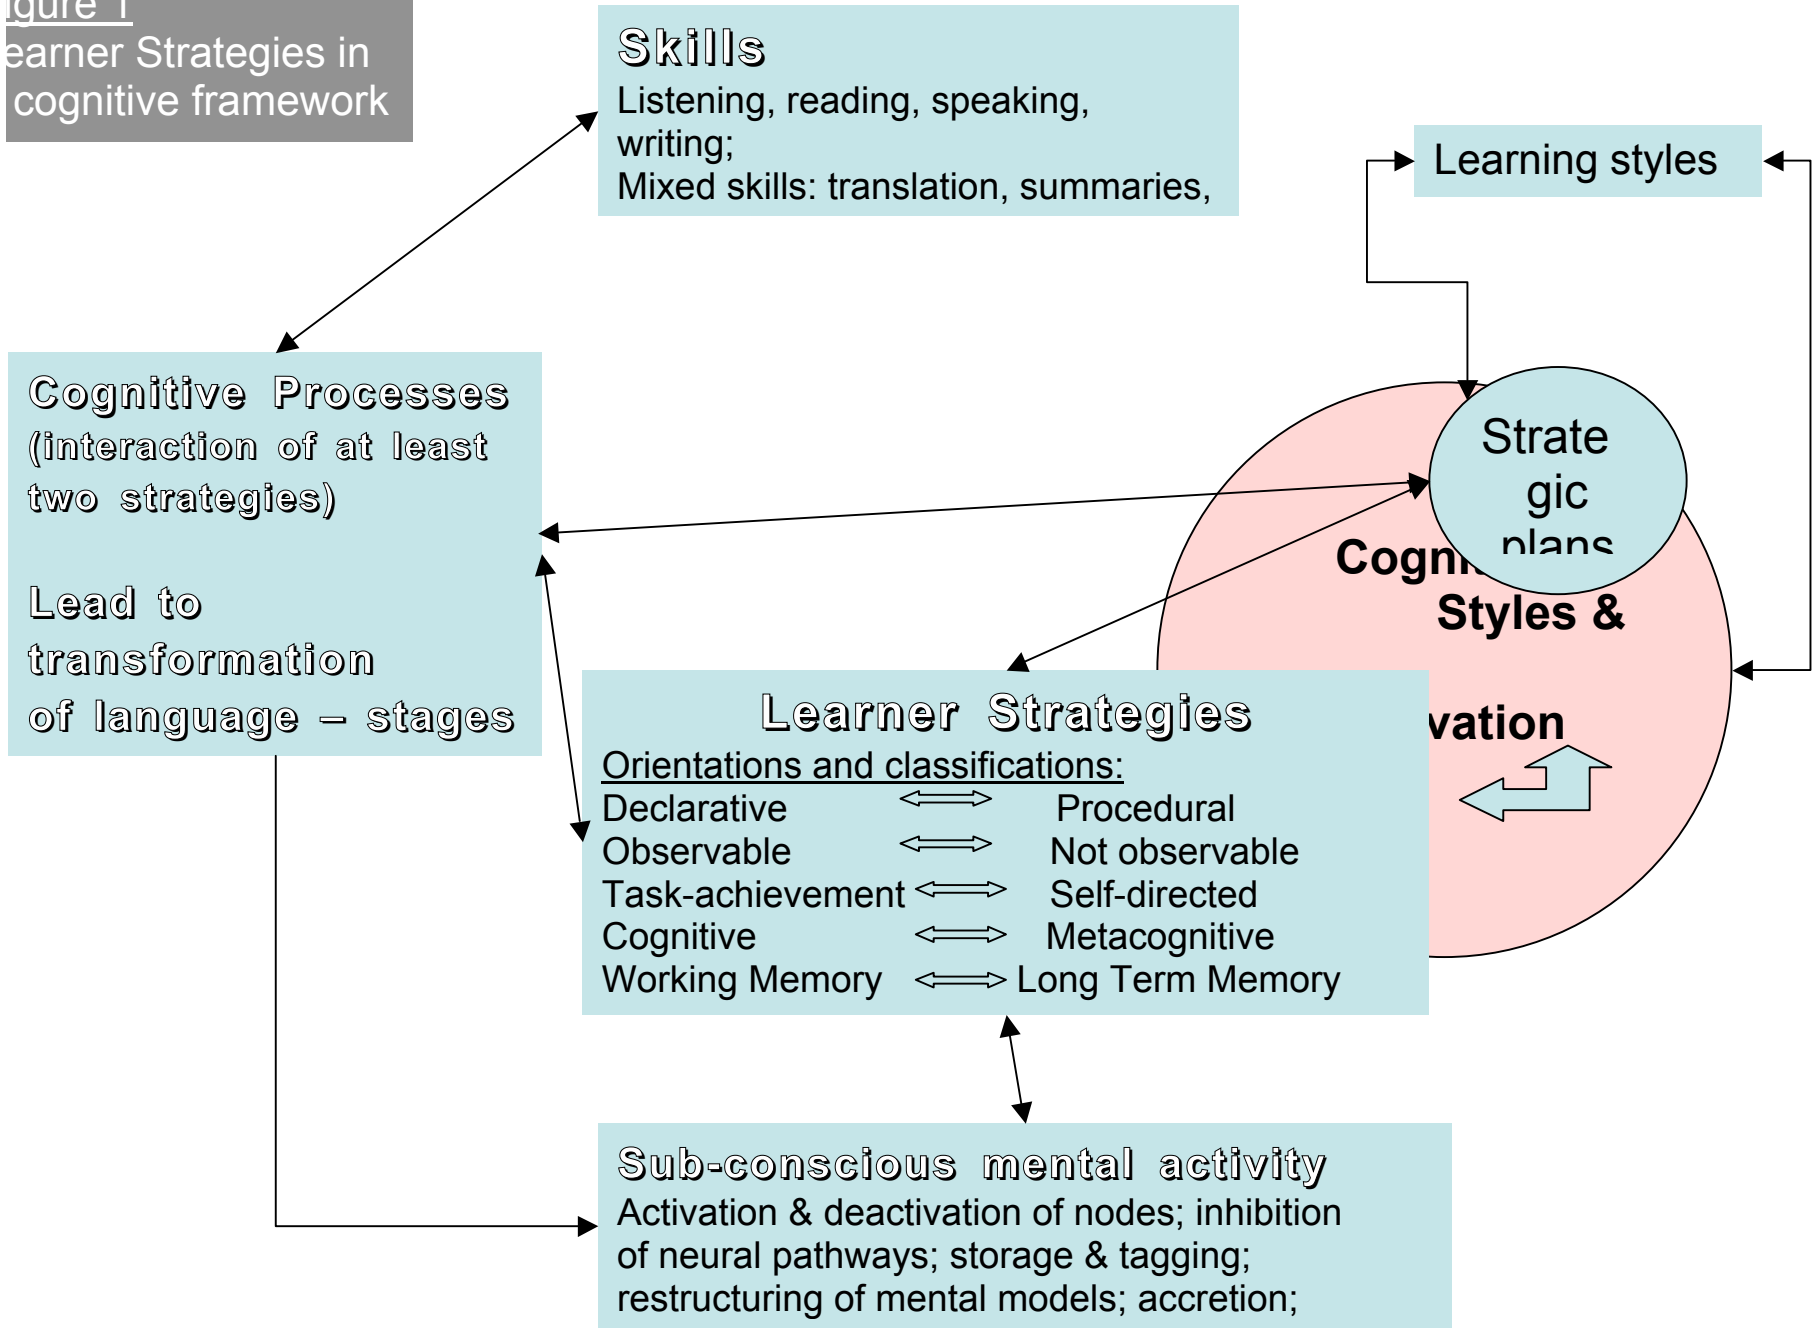 igure 1
earner Strategies in
cognitive framework
Skills
Listening, reading, speaking,
writing;
Mixed skills: translation, summaries,
Learning styles
Cognitive Processes
(interaction of at least
two strategies)
Lead to
transformation
of language – stages
Strate
gic
plans
Cogni
Styles &
vation
Learner Strategies
Orientations and classifications:
Declarative Procedural
Observable Not observable
Task-achievement Self-directed
Cognitive Metacognitive
Working Memory Long Term Memory
Sub-conscious mental activity
Activation & deactivation of nodes; inhibition
of neural pathways; storage & tagging;
restructuring of mental models; accretion;